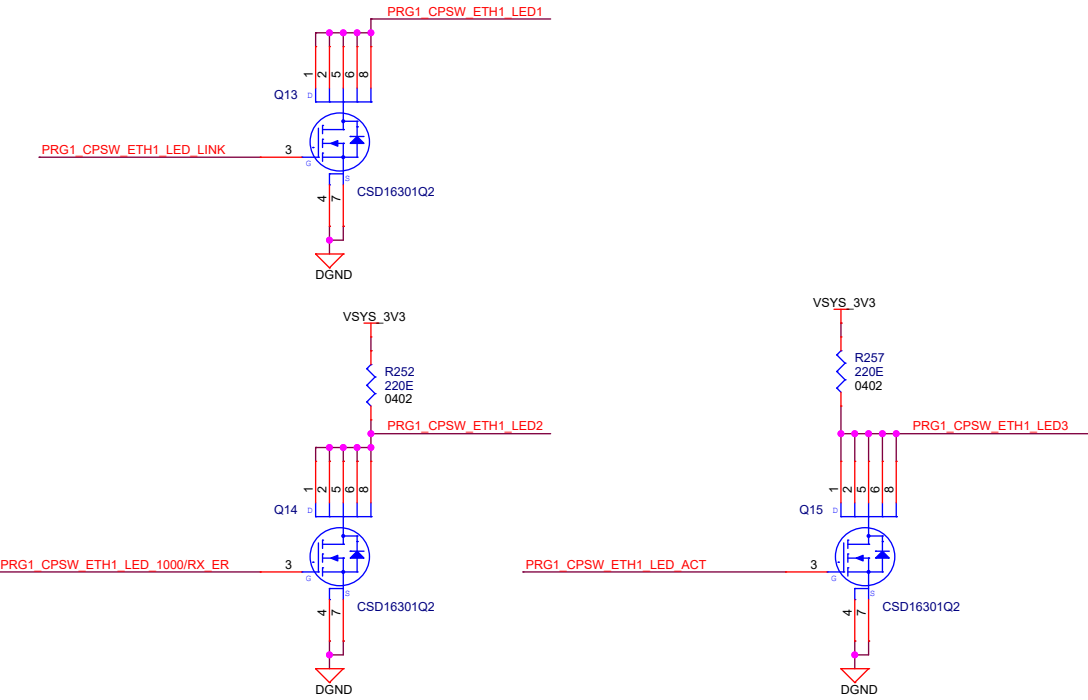 PRG1_CPSW_ETH1_LED1
1
2
5
6
8
Q13
D
PRG1_CPSW_ETH1_LED_LINK
3
G
S
CSD16301Q2
4
7
DGND
VSYS_3V3
R252
220E
0402
PRG1_CPSW_ETH1_LED2
1
2
5
6
8
Q14
D
PRG1_CPSW_ETH1_LED_1000/RX_ER
3
G
S
CSD16301Q2
4
7
DGND
VSYS_3V3
R257
220E
0402
PRG1_CPSW_ETH1_LED3
1
2
5
6
8
Q15
D
PRG1_CPSW_ETH1_LED_ACT
3
G
S
CSD16301Q2
4
7
DGND